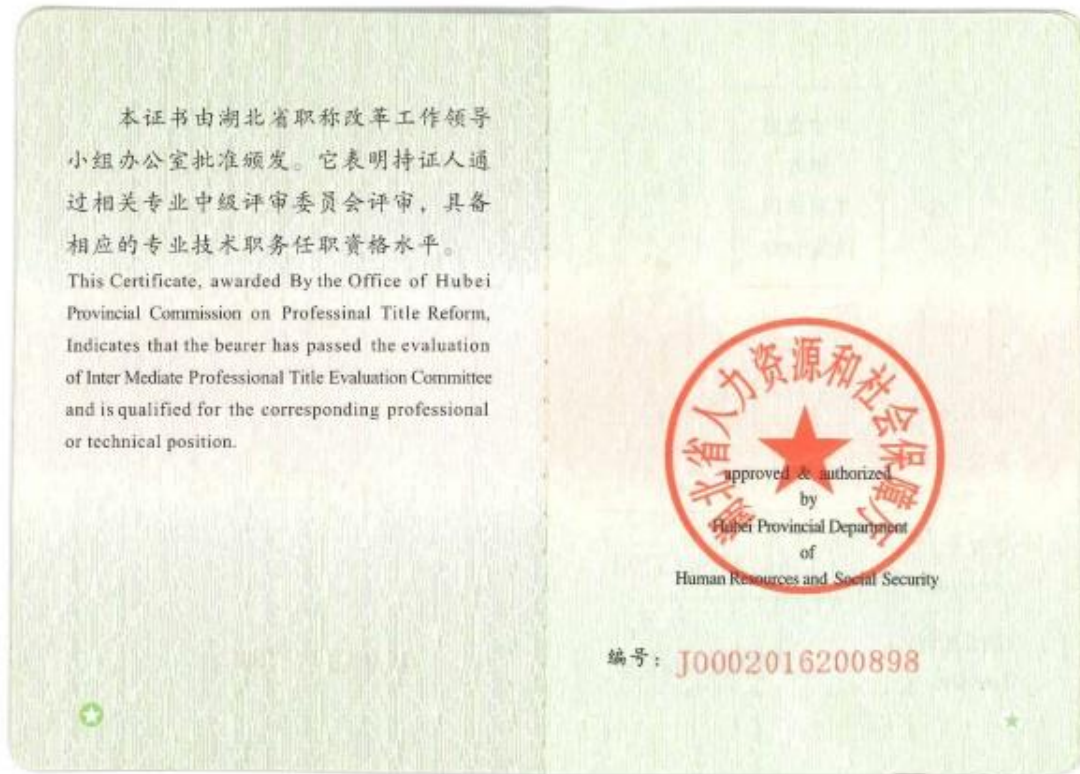 本证书由湖北省职称改革工作领导
小组办公室批准颁发。它表明持证人通
过相关专业中级评审委员会评审，具备
相应的专业技术职务任职资格水平。
This Certificate, awarded By the Office of Hubei
Provincial Commission on Professinal Title Reform,
Indicates that the bearer has passed the evaluation
of Inter Mediate Professional Title Evaluation Committee
and is qualified for the corresponding professional
or technical position.
湖北省人力资源和社会保障厅
approved & authorized
by
Hubei Provincial Department
of
Human Resources and Social Security
编号：J0002016200898